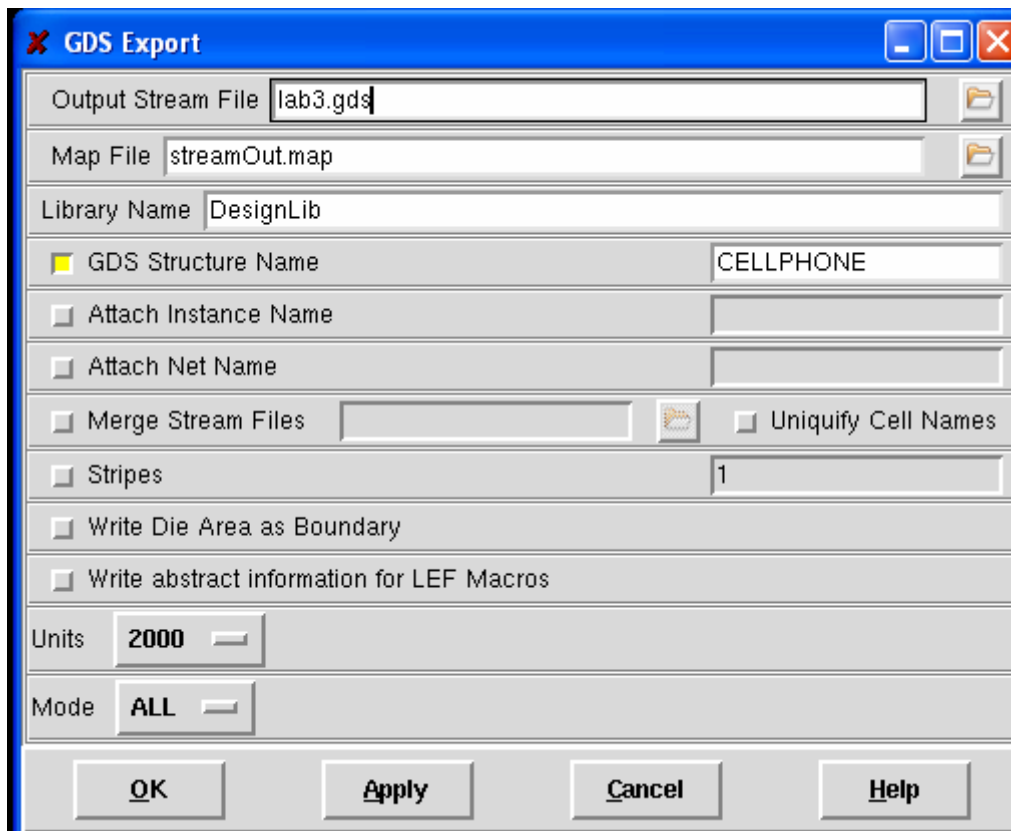 GDS Export
Output Stream File lab3.gds
Map File streamOut.map
Library Name DesignLib
GDS Structure Name CELLPHONE
Attach Instance Name
Attach Net Name
Merge Stream Files Uniquify Cell Names
Stripes 1
Write Die Area as Boundary
Write abstract information for LEF Macros
Units 2000
Mode ALL
OK Apply Cancel Help